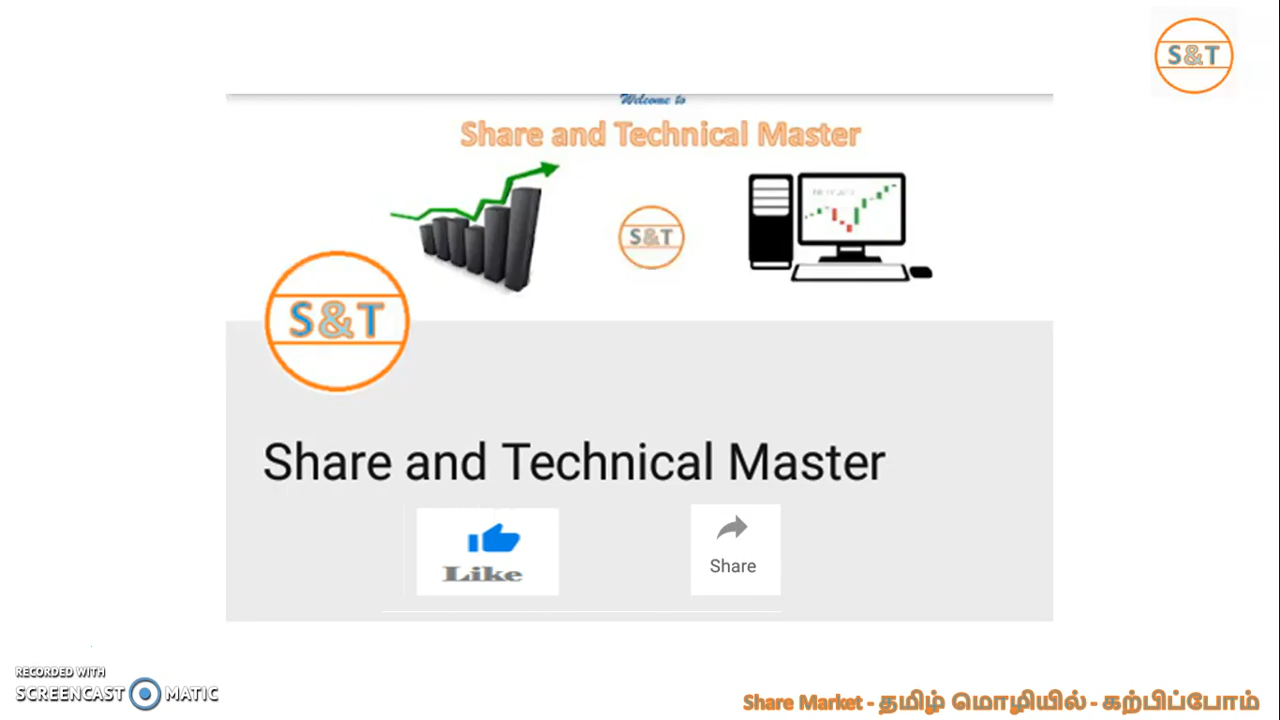 S&T
Welcome to
Share and Technical Master
S&T
S&T
Share and Technical Master
Like
Share
RECORDED WITH
SCREENCAST MATIC
Share Market - தமிழ் மொழியில் - கற்பிப்போம்